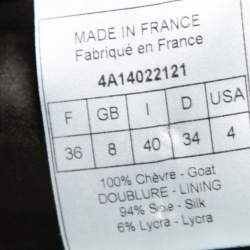 MADE IN FRANCE
Fabriqué en France
4A14022121
F GB I D USA
36 8 40 34 4
100% Chèvre - Goat
DOUBLURE - LINING
94% Soie - Silk
6% Lycra - Lycra